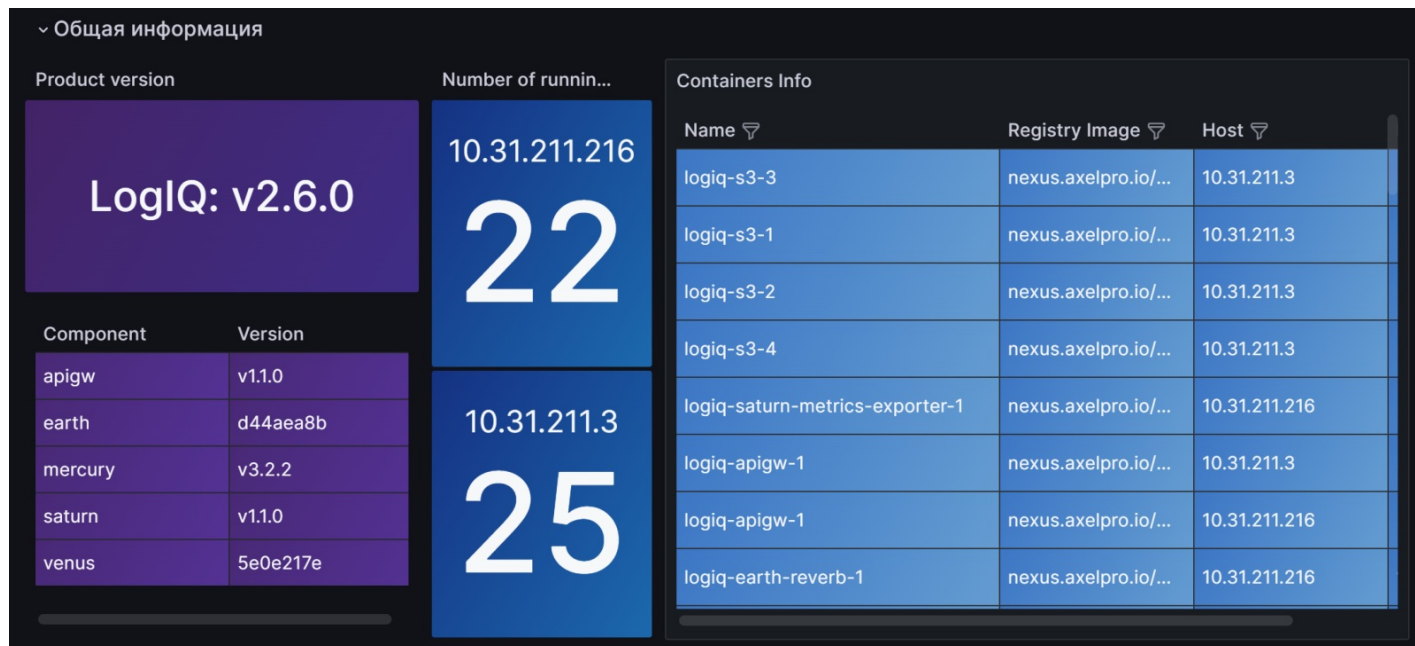 Общая информация
Product version
LogIQ: v2.6.0
Component Version
apigw v1.1.0
earth d44aea8b
mercury v3.2.2
saturn v1.1.0
venus 5e0e217e
Number of runnin...
10.31.211.216
22
10.31.211.3
25
Containers Info
Name Registry Image Host
logiq-s3-3 nexus.axelpro.io/... 10.31.211.3
logiq-s3-1 nexus.axelpro.io/... 10.31.211.3
logiq-s3-2 nexus.axelpro.io/... 10.31.211.3
logiq-s3-4 nexus.axelpro.io/... 10.31.211.3
logiq-saturn-metrics-exporter-1 nexus.axelpro.io/... 10.31.211.216
logiq-apigw-1 nexus.axelpro.io/... 10.31.211.3
logiq-apigw-1 nexus.axelpro.io/... 10.31.211.216
logiq-earth-reverb-1 nexus.axelpro.io/... 10.31.211.216